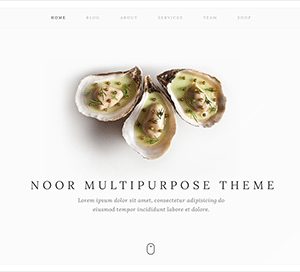 HOME BLOG ABOUT SERVICES TEAM SHOP
NOOR MULTIPURPOSE THEME
Lorem ipsum dolor sit amet, consectetur adipisicing do
eiusmod tempor incididunt labore et dolore.